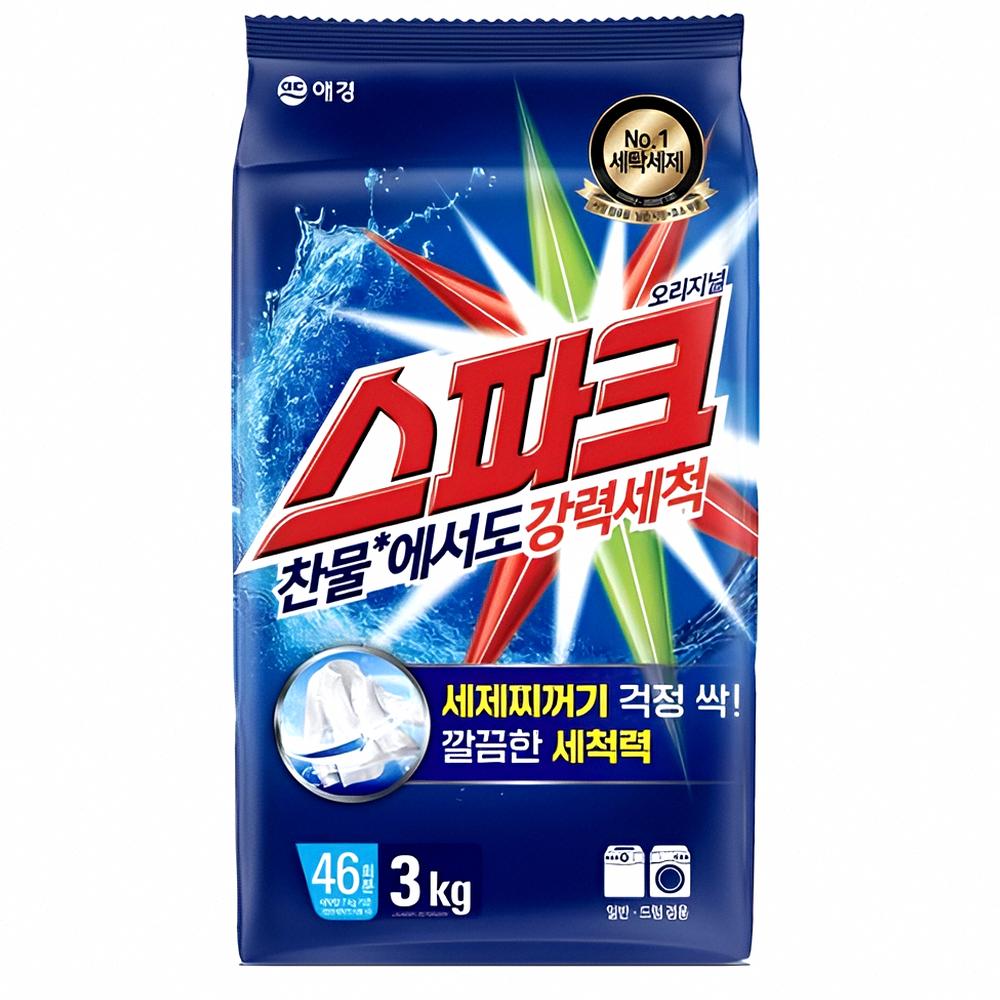 애경
No.1
세탁세제
오리지널
스파크
찬물*에서도 강력세척
세제찌꺼기 걱정 싹!
깔끔한 세척력
46회분
3kg
일반·드럼 겸용